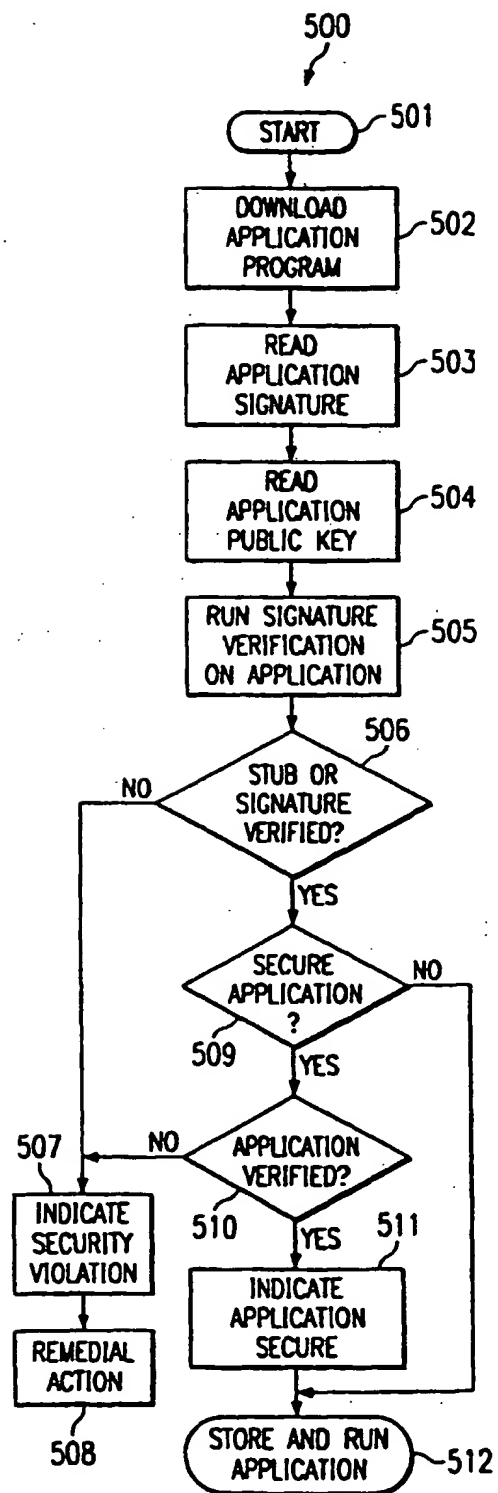 500
START
501
DOWNLOAD
APPLICATION
PROGRAM
502
READ
APPLICATION
SIGNATURE
503
READ
APPLICATION
PUBLIC KEY
504
RUN SIGNATURE
VERIFICATION
ON APPLICATION
505
506
STUB OR
SIGNATURE
VERIFIED?
NO
YES
SECURE
APPLICATION
?
NO
509
YES
507
NO
APPLICATION
VERIFIED?
510
YES
511
INDICATE
SECURITY
VIOLATION
INDICATE
APPLICATION
SECURE
REMEDIAL
ACTION
508
STORE AND RUN
APPLICATION
512